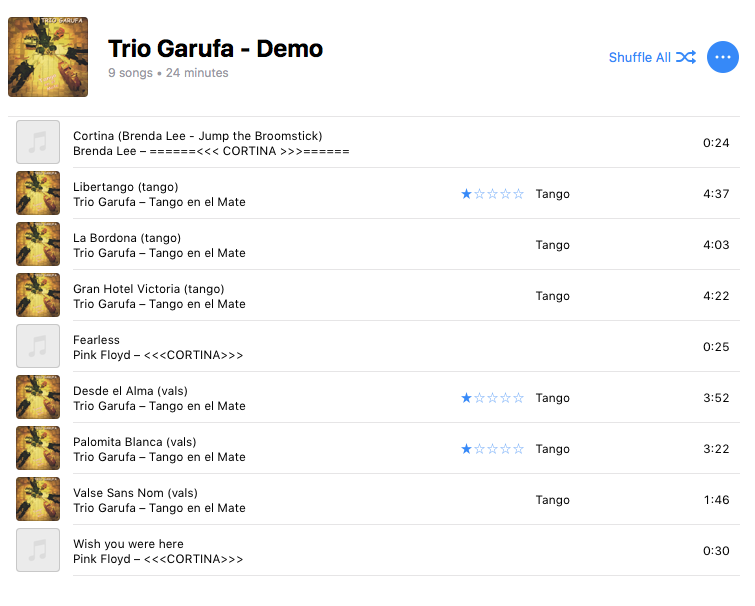 TRIO GARUFA
Trio Garufa - Demo
9 songs • 24 minutes
Shuffle All
Cortina (Brenda Lee - Jump the Broomstick)
Brenda Lee – ======<<< CORTINA >>>======
0:24
Libertango (tango)
Trio Garufa – Tango en el Mate
★☆☆☆☆ Tango 4:37
La Bordona (tango)
Trio Garufa – Tango en el Mate
Tango 4:03
Gran Hotel Victoria (tango)
Trio Garufa – Tango en el Mate
Tango 4:22
Fearless
Pink Floyd – <<<CORTINA>>>
0:25
Desde el Alma (vals)
Trio Garufa – Tango en el Mate
★☆☆☆☆ Tango 3:52
Palomita Blanca (vals)
Trio Garufa – Tango en el Mate
★☆☆☆☆ Tango 3:22
Valse Sans Nom (vals)
Trio Garufa – Tango en el Mate
Tango 1:46
Wish you were here
Pink Floyd – <<<CORTINA>>>
0:30